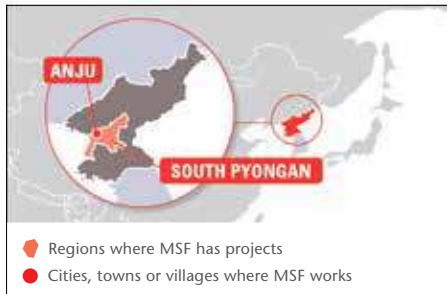 ANJU
SOUTH PYONGAN
Regions where MSF has projects
Cities, towns or villages where MSF works